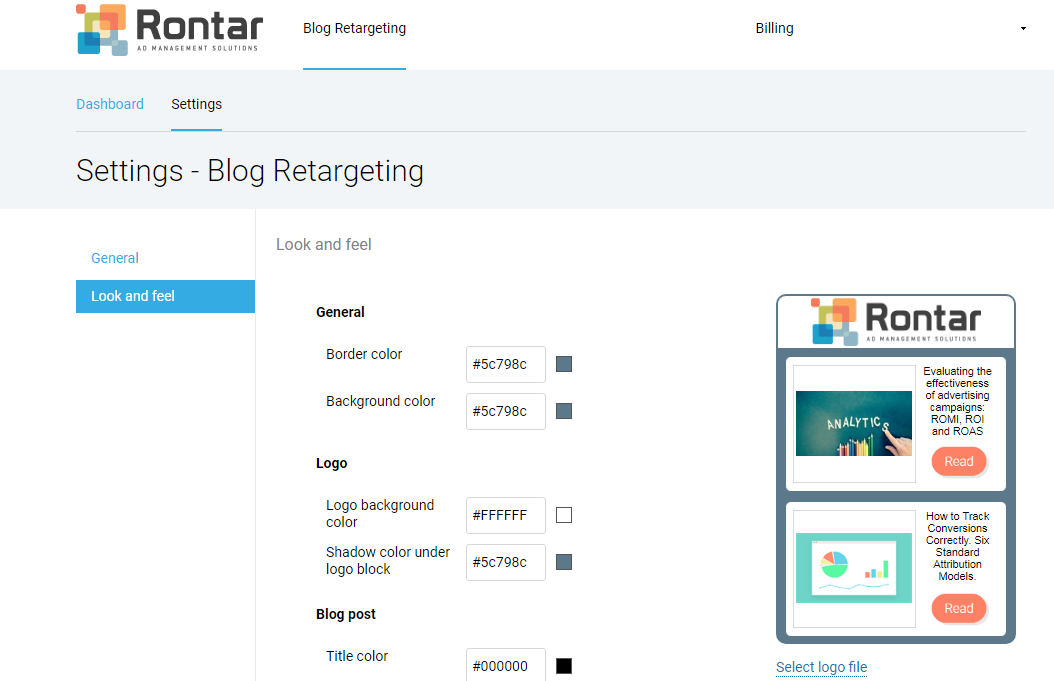 Rontar
AD MANAGEMENT SOLUTIONS
Blog Retargeting
Billing
Dashboard
Settings
Settings - Blog Retargeting
General
Look and feel
Look and feel
General
Border color
#5c798c
Background color
#5c798c
Logo
Logo background
color
#FFFFFF
Shadow color under
logo block
#5c798c
Blog post
Title color
#000000
Rontar
AD MANAGEMENT SOLUTIONS
ANALYTICS
Evaluating the
effectiveness
of advertising
campaigns:
ROMI, ROI
and ROAS
Read
How to Track
Conversions
Correctly. Six
Standard
Attribution
Models.
Read
Select logo file